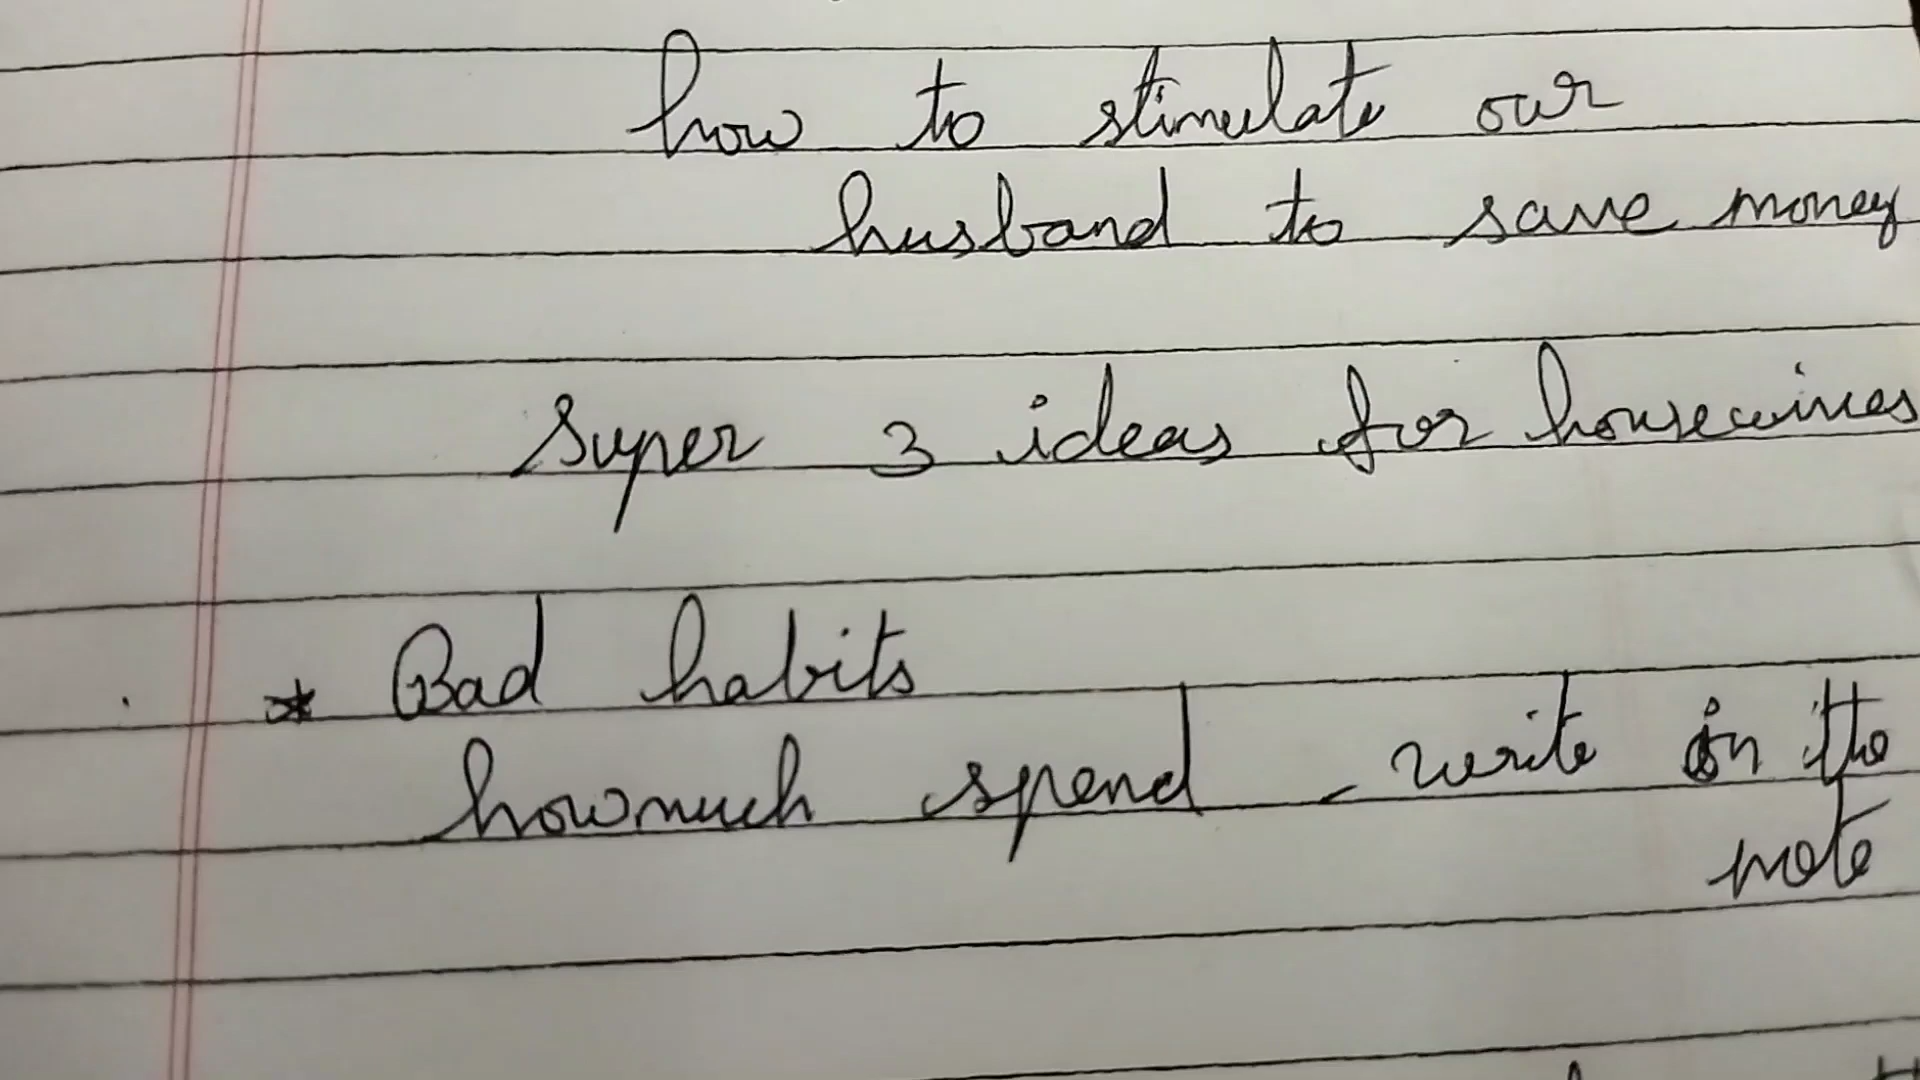 how to stimulate our
husband to save money
Super 3 ideas for housewives
* Bad habits
howmuch spend - write in the
note